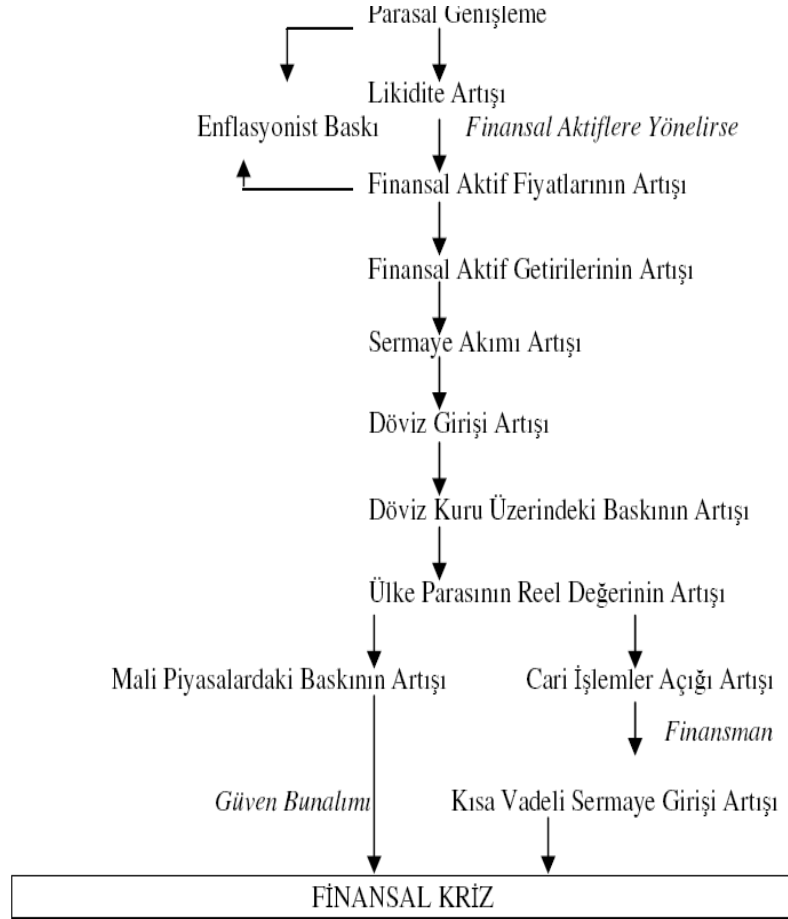 Parasal Genişleme
Likidite Artışı
Enflasyonist Baskı
Finansal Aktiflere Yönelirse
Finansal Aktif Fiyatlarının Artışı
Finansal Aktif Getirilerinin Artışı
Sermaye Akımı Artışı
Döviz Girişi Artışı
Döviz Kuru Üzerindeki Baskının Artışı
Ülke Parasının Reel Değerinin Artışı
Mali Piyasalardaki Baskının Artışı
Cari İşlemler Açığı Artışı
Finansman
Güven Bunalımı
Kısa Vadeli Sermaye Girişi Artışı
FİNANSAL KRİZ